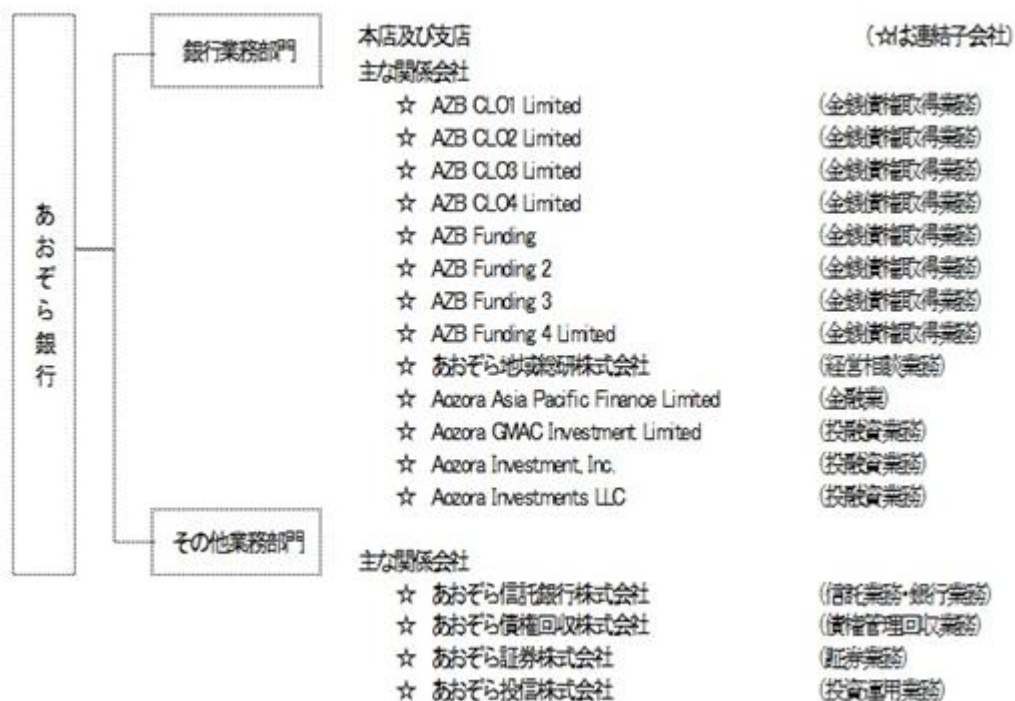 あおぞら銀行
銀行業務部門
本店及び支店 (☆は連結子会社)
主な関係会社
☆ AZB CLO1 Limited (金銭債権取得業務)
☆ AZB CLO2 Limited (金銭債権取得業務)
☆ AZB CLO3 Limited (金銭債権取得業務)
☆ AZB CLO4 Limited (金銭債権取得業務)
☆ AZB Funding (金銭債権取得業務)
☆ AZB Funding 2 (金銭債権取得業務)
☆ AZB Funding 3 (金銭債権取得業務)
☆ AZB Funding 4 Limited (金銭債権取得業務)
☆ あおぞら地域総研株式会社 (経営相談業務)
☆ Aozora Asia Pacific Finance Limited (金融業)
☆ Aozora GMAC Investment Limited (投融資業務)
☆ Aozora Investment, Inc. (投融資業務)
☆ Aozora Investments LLC (投融資業務)
その他業務部門
主な関係会社
☆ あおぞら信託銀行株式会社 (信託業務・銀行業務)
☆ あおぞら債権回収株式会社 (債権管理回収業務)
☆ あおぞら証券株式会社 (証券業務)
☆ あおぞら投信株式会社 (投資運用業務)